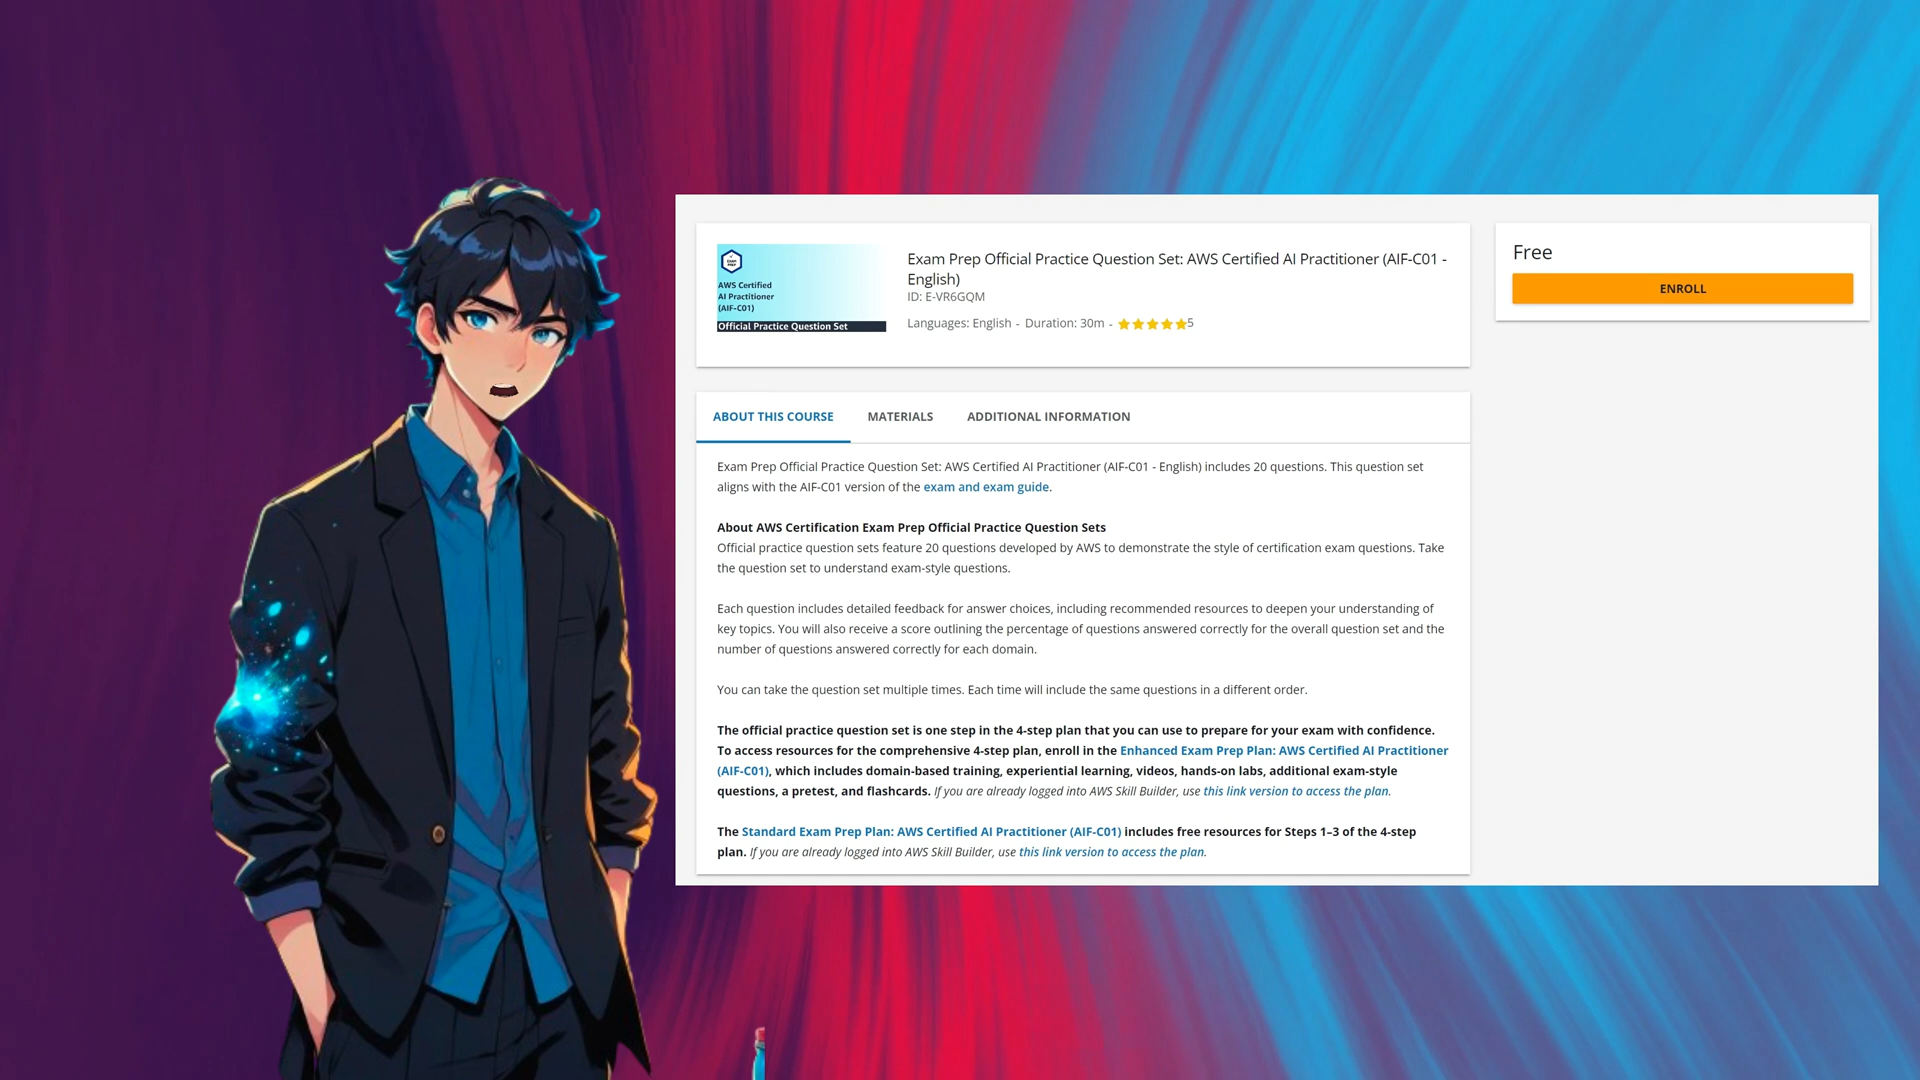 AWS Certified
AI Practitioner
(AIF-C01)
Official Practice Question Set
Exam Prep Official Practice Question Set: AWS Certified AI Practitioner (AIF-C01 -
English)
ID: E-VR6GQM
Languages: English - Duration: 30m - 5
Free
ENROLL
ABOUT THIS COURSE
MATERIALS
ADDITIONAL INFORMATION
Exam Prep Official Practice Question Set: AWS Certified AI Practitioner (AIF-C01 - English) includes 20 questions. This question set
aligns with the AIF-C01 version of the exam and exam guide.
About AWS Certification Exam Prep Official Practice Question Sets
Official practice question sets feature 20 questions developed by AWS to demonstrate the style of certification exam questions. Take
the question set to understand exam-style questions.
Each question includes detailed feedback for answer choices, including recommended resources to deepen your understanding of
key topics. You will also receive a score outlining the percentage of questions answered correctly for the overall question set and the
number of questions answered correctly for each domain.
You can take the question set multiple times. Each time will include the same questions in a different order.
The official practice question set is one step in the 4-step plan that you can use to prepare for your exam with confidence.
To access resources for the comprehensive 4-step plan, enroll in the Enhanced Exam Prep Plan: AWS Certified AI Practitioner
(AIF-C01), which includes domain-based training, experiential learning, videos, hands-on labs, additional exam-style
questions, a pretest, and flashcards. If you are already logged into AWS Skill Builder, use this link version to access the plan.
The Standard Exam Prep Plan: AWS Certified AI Practitioner (AIF-C01) includes free resources for Steps 1–3 of the 4-step
plan. If you are already logged into AWS Skill Builder, use this link version to access the plan.